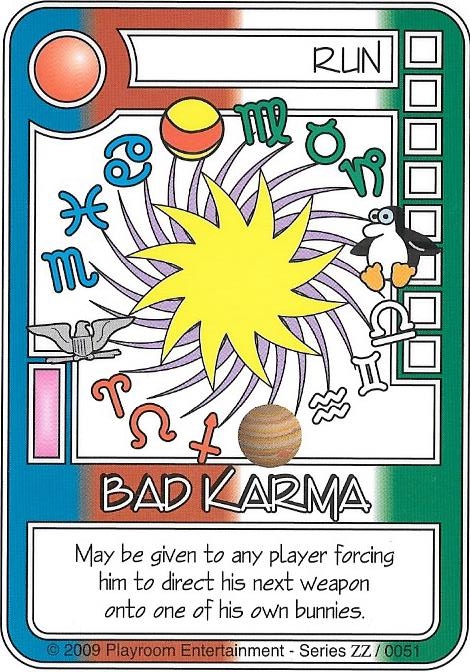 RUN
BAD KARMA
May be given to any player forcing
him to direct his next weapon
onto one of his own bunnies.
© 2009 Playroom Entertainment - Series ZZ / 0051